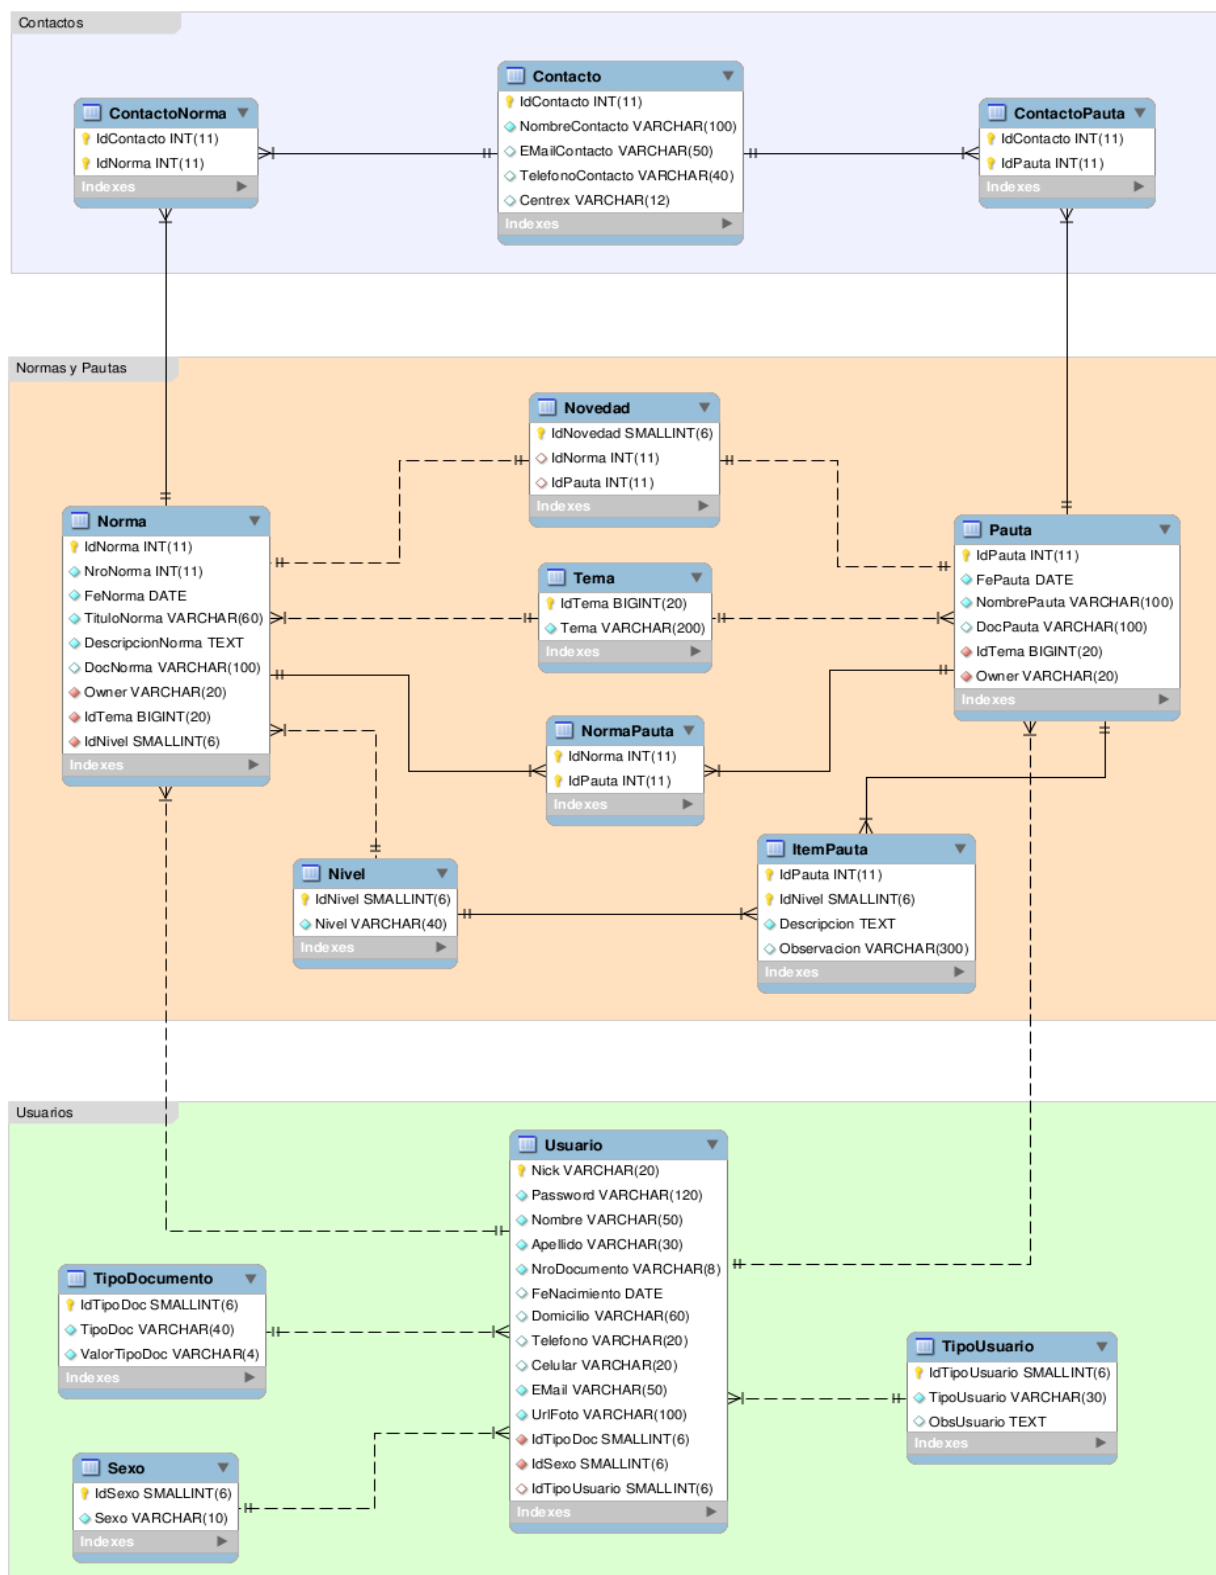 Contactos
Contacto
IdContacto INT(11)
NombreContacto VARCHAR(100)
EMailContacto VARCHAR(50)
TelefonoContacto VARCHAR(40)
Centrex VARCHAR(12)
Indexes
ContactoNorma
IdContacto INT(11)
IdNorma INT(11)
Indexes
ContactoPauta
IdContacto INT(11)
IdPauta INT(11)
Indexes
Normas y Pautas
Novedad
IdNovedad SMALLINT(6)
IdNorma INT(11)
IdPauta INT(11)
Indexes
Norma
IdNorma INT(11)
NroNorma INT(11)
FeNorma DATE
TituloNorma VARCHAR(60)
DescripcionNorma TEXT
DocNorma VARCHAR(100)
Owner VARCHAR(20)
IdTema BIGINT(20)
IdNivel SMALLINT(6)
Indexes
Tema
IdTema BIGINT(20)
Tema VARCHAR(200)
Indexes
Pauta
IdPauta INT(11)
FePauta DATE
NombrePauta VARCHAR(100)
DocPauta VARCHAR(100)
IdTema BIGINT(20)
Owner VARCHAR(20)
Indexes
NormaPauta
IdNorma INT(11)
IdPauta INT(11)
Indexes
Nivel
IdNivel SMALLINT(6)
Nivel VARCHAR(40)
Indexes
ItemPauta
IdPauta INT(11)
IdNivel SMALLINT(6)
Descripcion TEXT
Observacion VARCHAR(300)
Indexes
Usuarios
Usuario
Nick VARCHAR(20)
Password VARCHAR(120)
Nombre VARCHAR(50)
Apellido VARCHAR(30)
NroDocumento VARCHAR(8)
FeNacimiento DATE
Domicilio VARCHAR(60)
Telefono VARCHAR(20)
Celular VARCHAR(20)
EMail VARCHAR(50)
UrlFoto VARCHAR(100)
IdTipoDoc SMALLINT(6)
IdSexo SMALLINT(6)
IdTipoUsuario SMALLINT(6)
Indexes
TipoDocumento
IdTipoDoc SMALLINT(6)
TipoDoc VARCHAR(40)
ValorTipoDoc VARCHAR(4)
Indexes
TipoUsuario
IdTipoUsuario SMALLINT(6)
TipoUsuario VARCHAR(30)
ObsUsuario TEXT
Indexes
Sexo
IdSexo SMALLINT(6)
Sexo VARCHAR(10)
Indexes